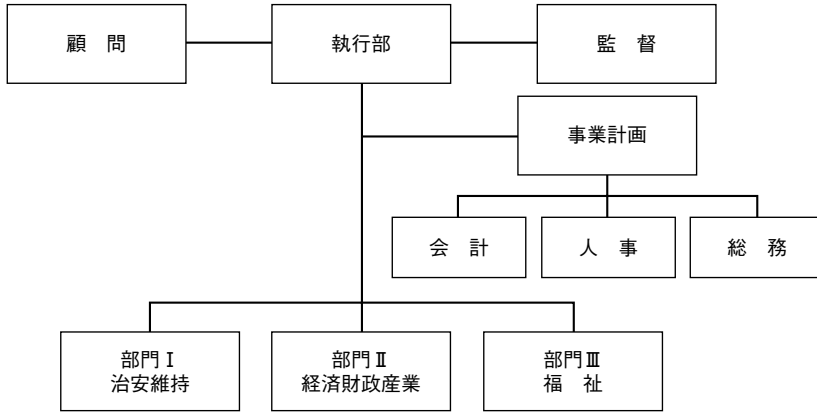 顧　問
執行部
監　督
事業計画
会　計
人　事
総　務
部門Ⅰ
治安維持
部門Ⅱ
経済財政産業
部門Ⅲ
福　祉